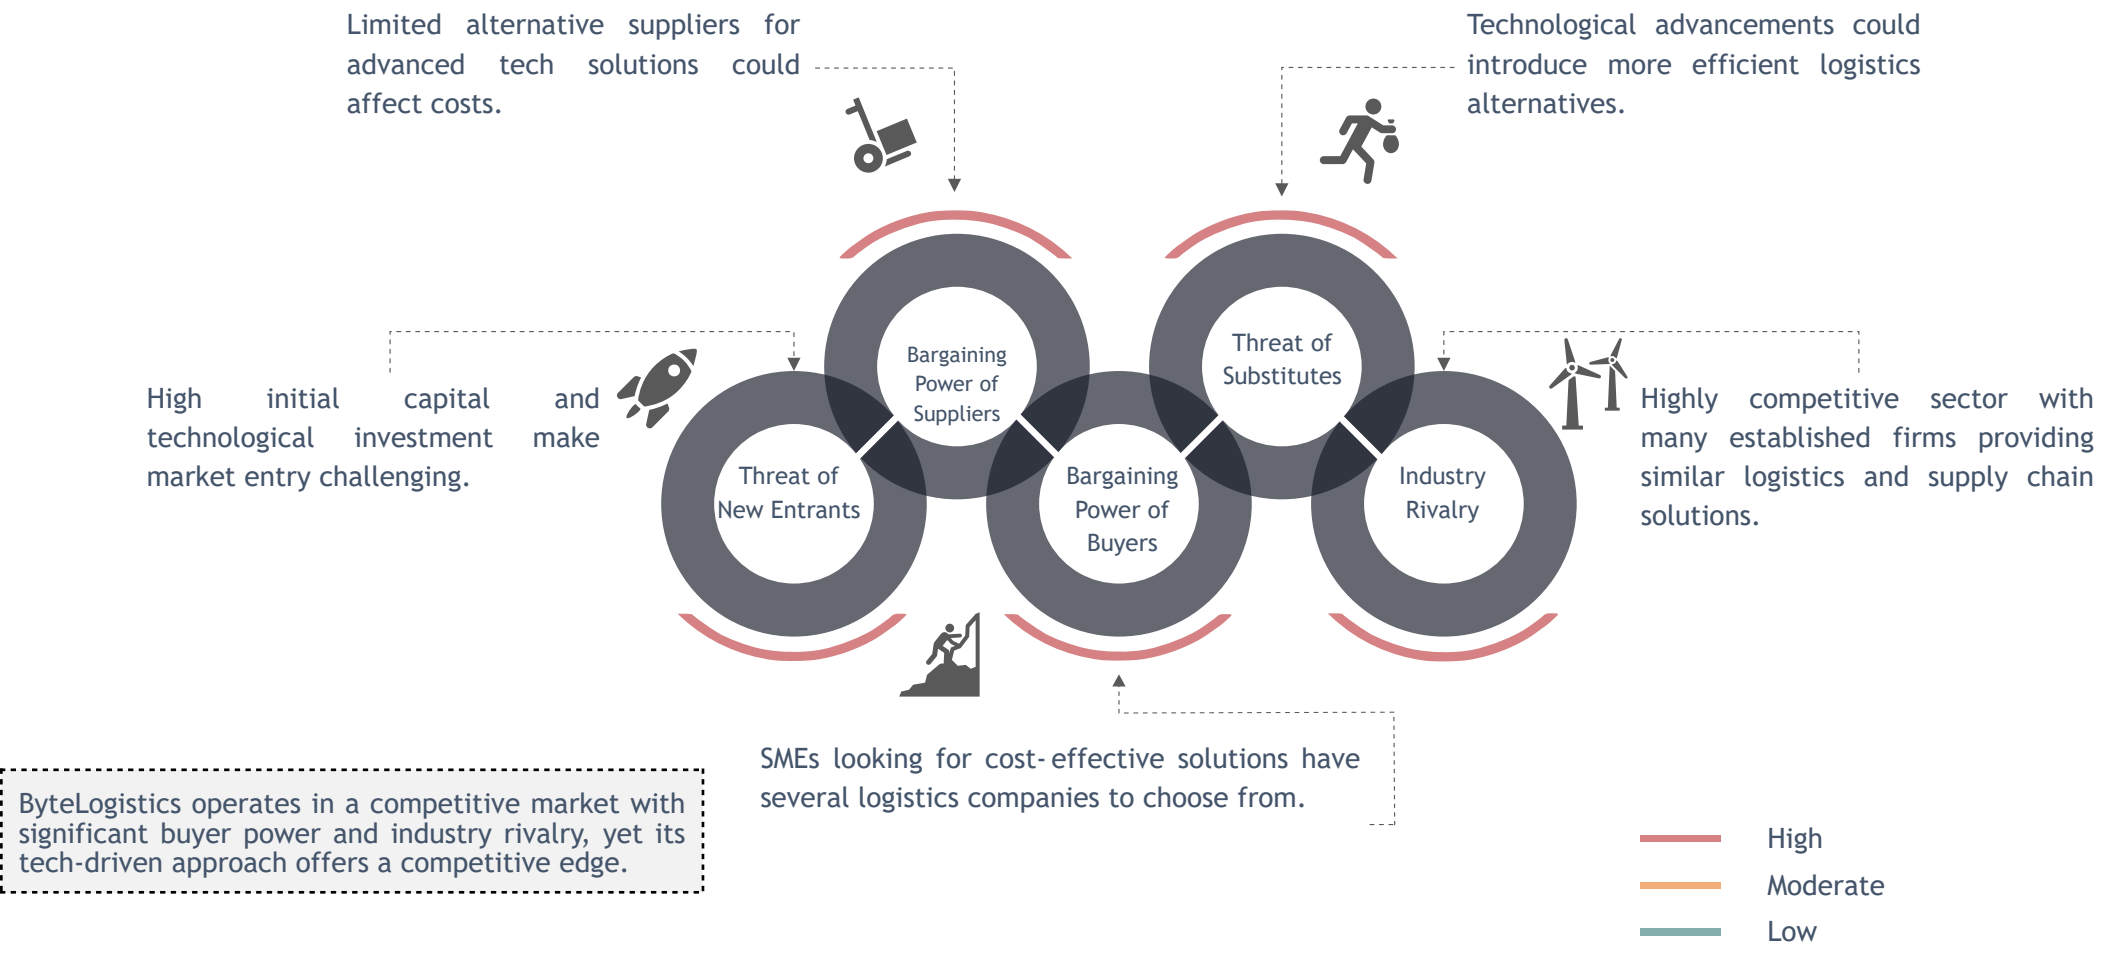 Limited alternative suppliers for
advanced tech solutions could
affect costs.
Technological advancements could
introduce more efficient logistics
alternatives.
High initial capital and
technological investment make
market entry challenging.
Bargaining
Power of
Suppliers
Threat of
Substitutes
Highly competitive sector with
many established firms providing
similar logistics and supply chain
solutions.
Threat of
New Entrants
Bargaining
Power of
Buyers
Industry
Rivalry
SMEs looking for cost-effective solutions have
several logistics companies to choose from.
ByteLogistics operates in a competitive market with
significant buyer power and industry rivalry, yet its
tech-driven approach offers a competitive edge.
High
Moderate
Low